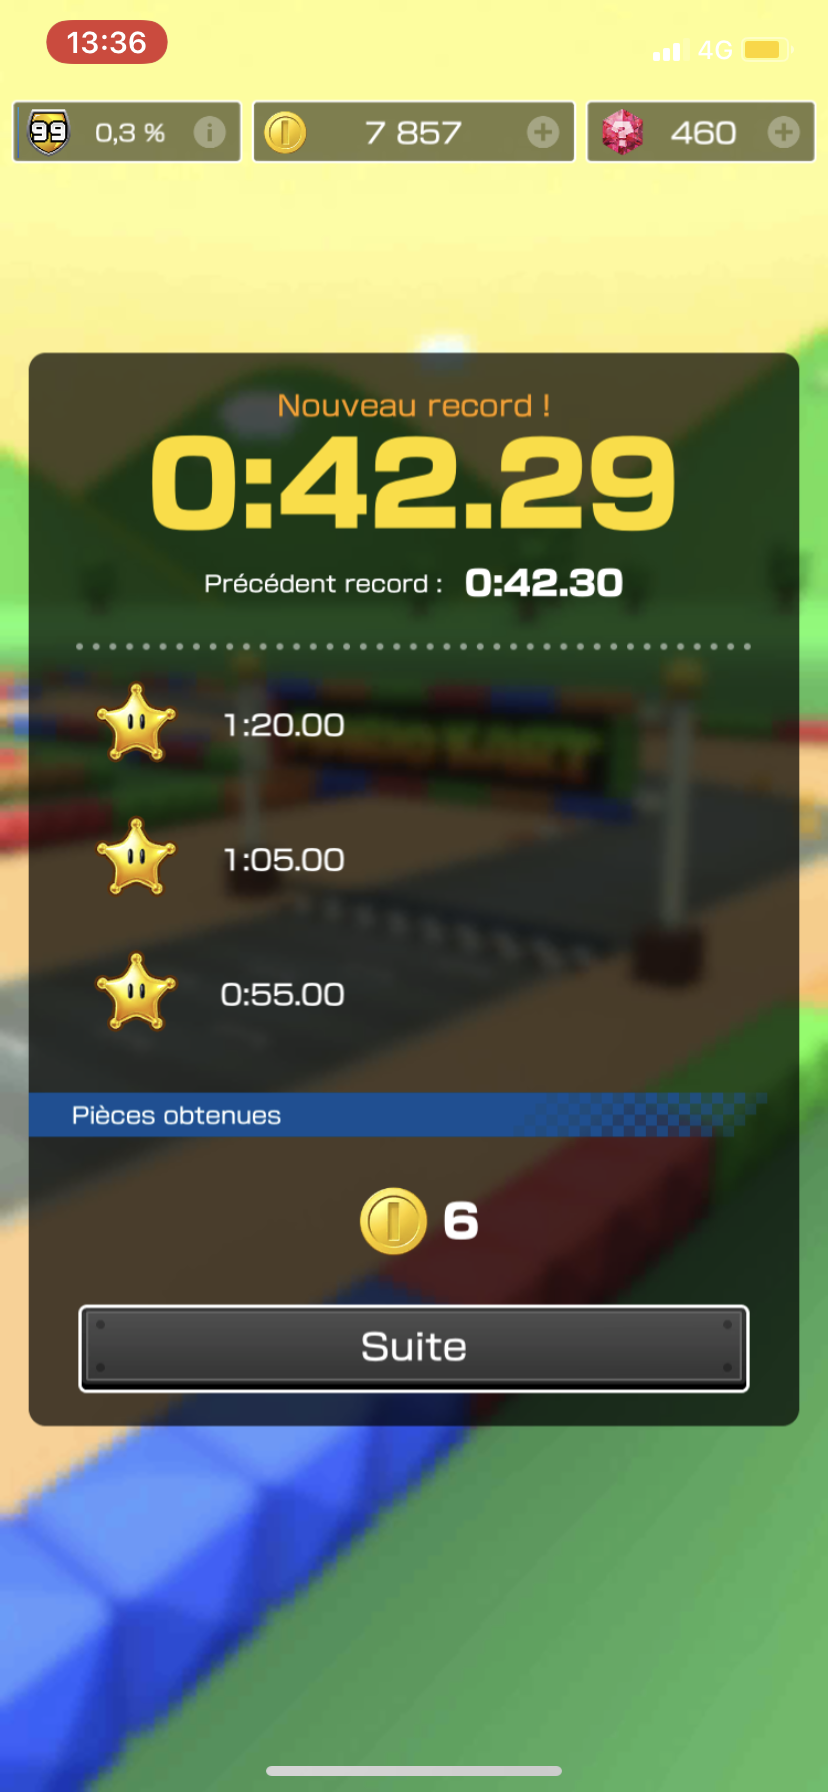 13:36
4G
99 0,3 % 7 857 460
Nouveau record !
0:42.29
Précédent record : 0:42.30
1:20.00
1:05.00
0:55.00
Pièces obtenues
6
Suite